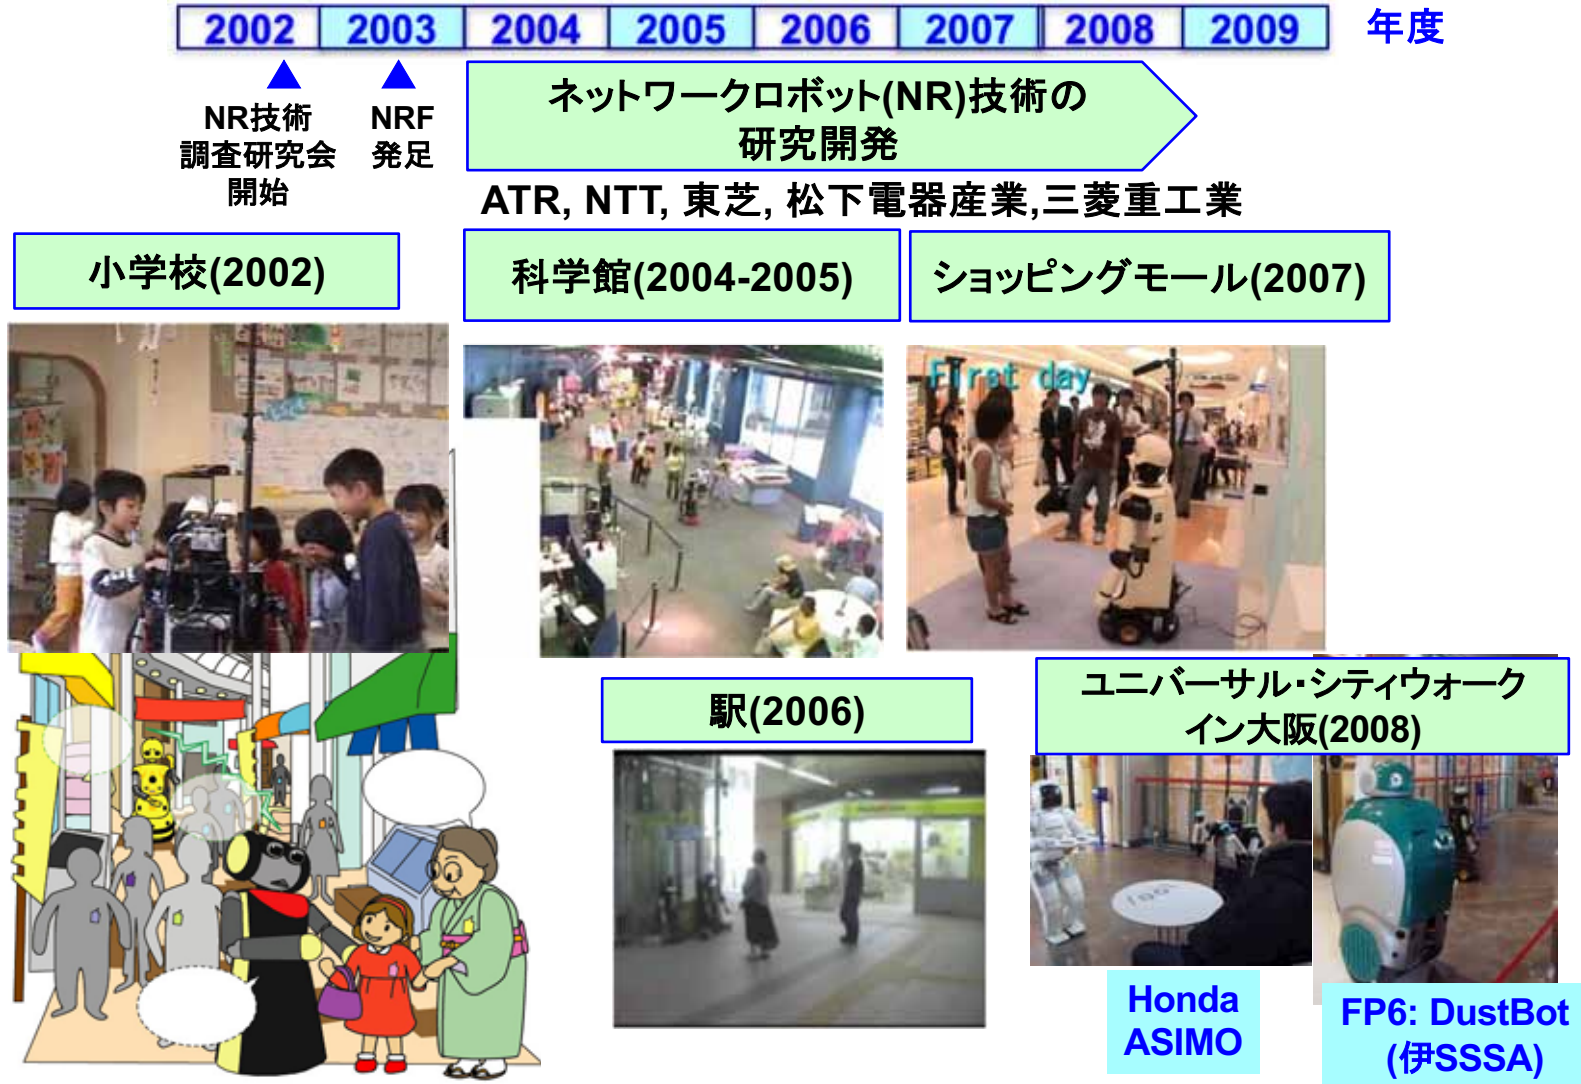 2002 2003 2004 2005 2006 2007 2008 2009 年度
NR技術
調査研究会
開始
NRF
発足
ネットワークロボット(NR)技術の
研究開発
ATR, NTT, 東芝, 松下電器産業,三菱重工業
小学校(2002)
科学館(2004-2005)
ショッピングモール(2007)
First day
駅(2006)
ユニバーサル・シティウォーク
イン大阪(2008)
Honda
ASIMO
FP6: DustBot
(伊SSSA)